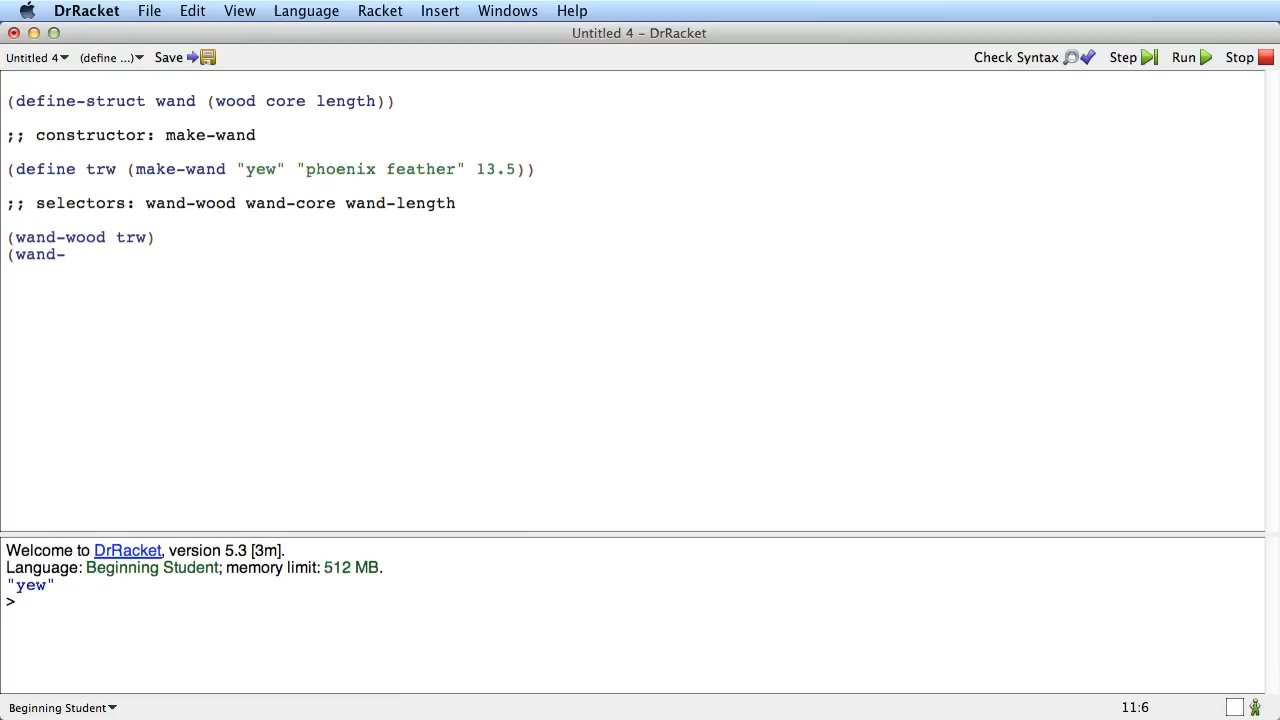 DrRacket File Edit View Language Racket Insert Windows Help
Untitled 4 - DrRacket
Untitled 4 (define ...) Save Check Syntax Step Run Stop
(define-struct wand (wood core length))
;; constructor: make-wand
(define trw (make-wand "yew" "phoenix feather" 13.5))
;; selectors: wand-wood wand-core wand-length
(wand-wood trw)
(wand-
Welcome to DrRacket, version 5.3 [3m].
Language: Beginning Student; memory limit: 512 MB.
"yew"
>
Beginning Student 11:6